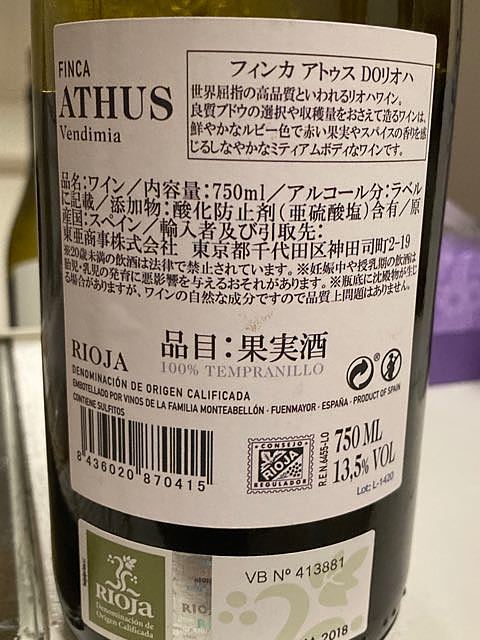 FINCA
ATHUS
Vendimia
フィンカ アトゥス DOリオハ
世界屈指の高品質といわれるリオハワイン。
良質ブドウの選択や収穫量をおさえて造るワインは、
鮮やかなルビー色で赤い果実やスパイスの香りを感
じるしなやかなミディアムボディなワインです。
品名:ワイン／内容量:750ml／アルコール分:ラベル
に記載／添加物:酸化防止剤(亜硫酸塩)含有／原
産国:スペイン／輸入者及び引取先:
東亜商事株式会社 東京都千代田区神田司町2-19
※20歳未満の飲酒は法律で禁止されています。※妊娠中や授乳期の飲酒は
胎児・乳児の発育に悪影響を与えるおそれがあります。※瓶底に沈殿物が生じ
る場合がありますが、ワインの自然な成分ですので品質上問題はありません。
品目:果実酒
RIOJA
100% TEMPRANILLO
DENOMINACIÓN DE ORIGEN CALIFICADA
EMBOTELLADO POR VINOS DE LA FAMILIA MONTEABELLÓN · FUENMAYOR · ESPAÑA · PRODUCT OF SPAIN
CONTIENE SULFITOS
8 436020 870415
CONSEJO
RIOJA
REGULADOR
R.E.N. 6455-LO
750 ML
13,5% VOL
Lot: L-1420
RIOJA
Denominación de
Origen Calificada
RIO
VB Nº 413881
2018